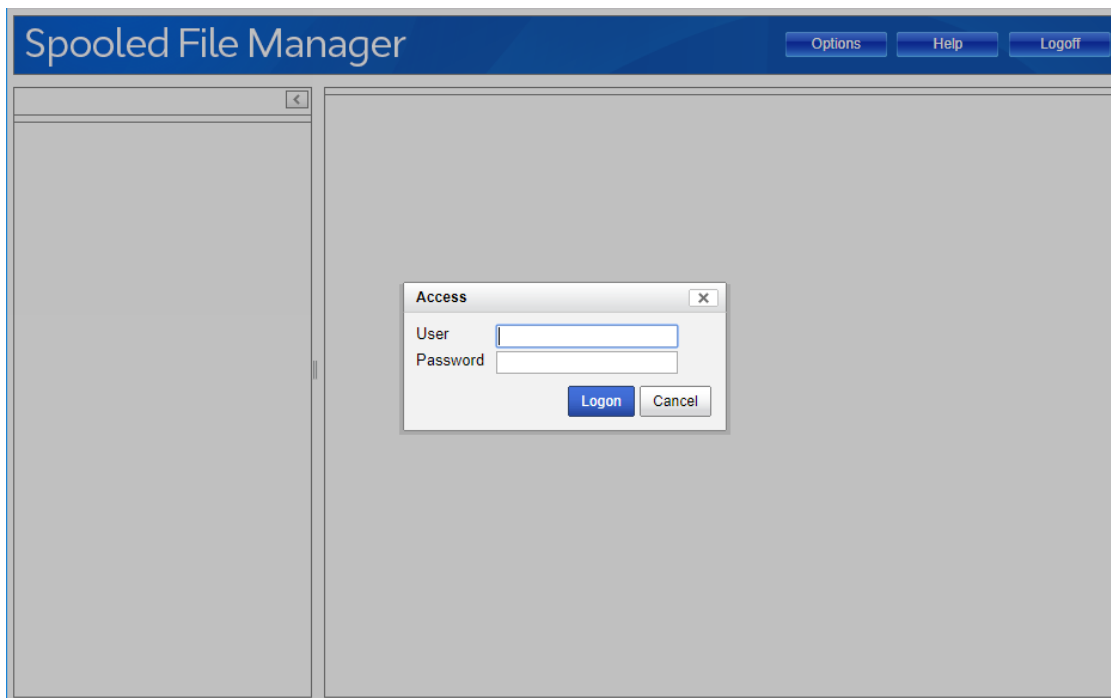 Spooled File Manager
Options Help Logoff
Access
User
Password
Logon Cancel